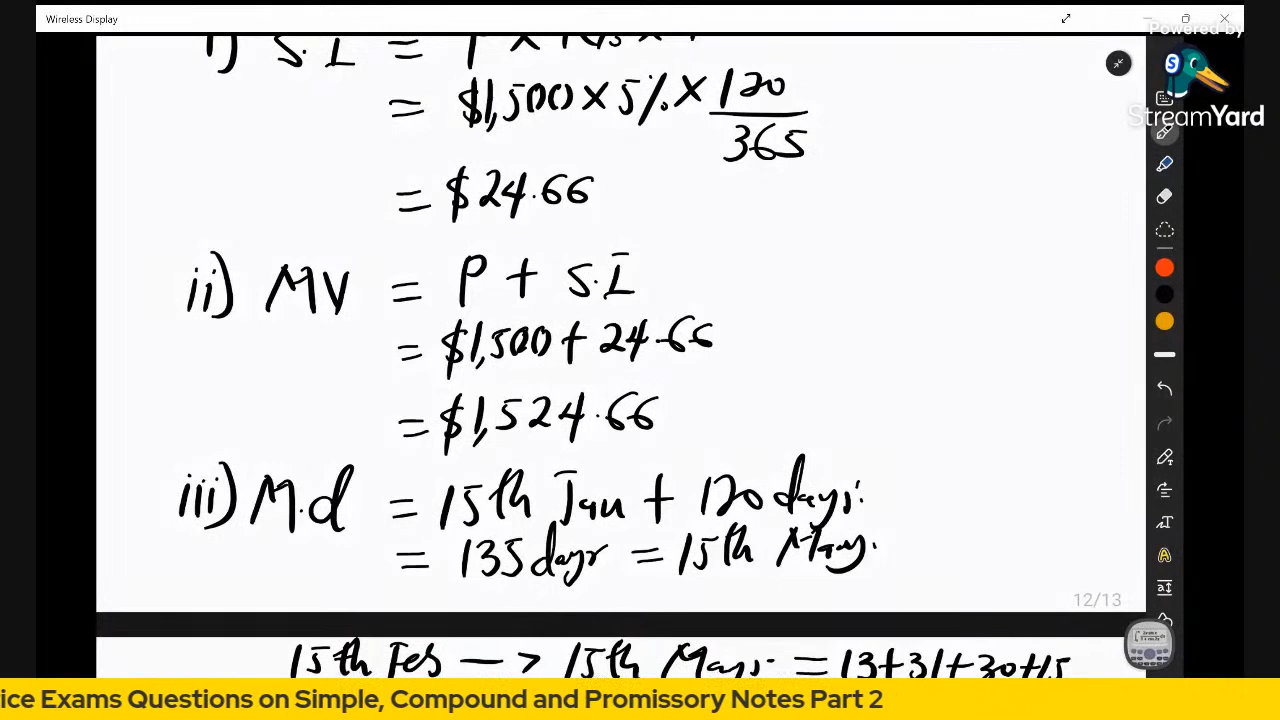 Wireless Display
Powered by
StreamYard
i) S.I =
= $1,500 × 5% × 120
365
= $24.66
ii) MV = P + S.I
= $1,500 + 24.66
= $1,524.66
iii) M.d = 15th Jan + 120 days.
= 135 days = 15th May.
12/13
15th Feb —> 15th May = 13+31+30+15
ice Exams Questions on Simple, Compound and Promissory Notes Part 2